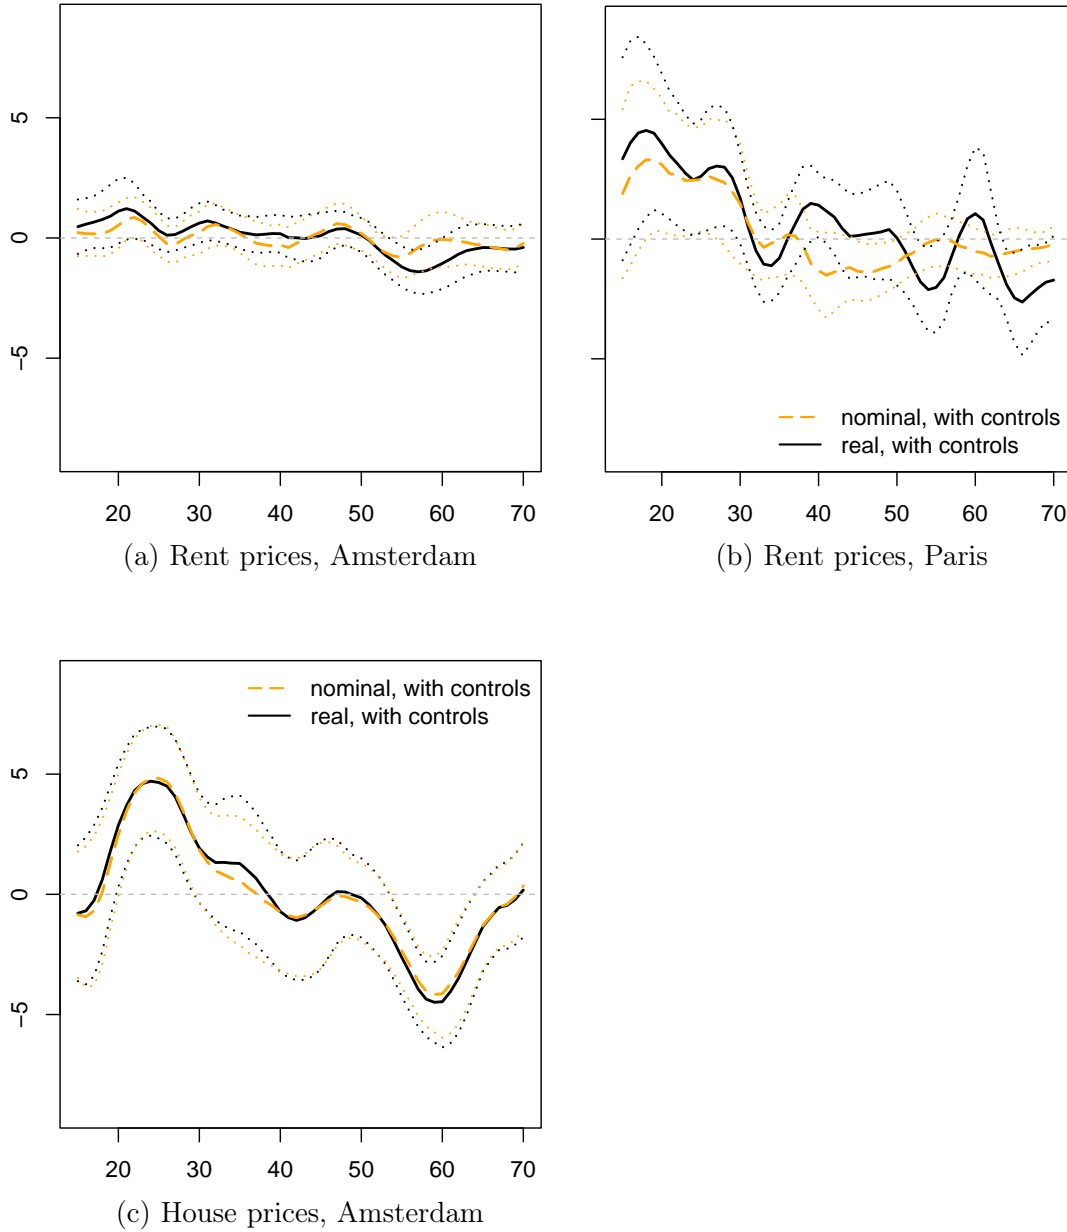 5
0
−5
20 30 40 50 60 70
(a) Rent prices, Amsterdam
nominal, with controls
real, with controls
20 30 40 50 60 70
(b) Rent prices, Paris
nominal, with controls
real, with controls
5
0
−5
20 30 40 50 60 70
(c) House prices, Amsterdam